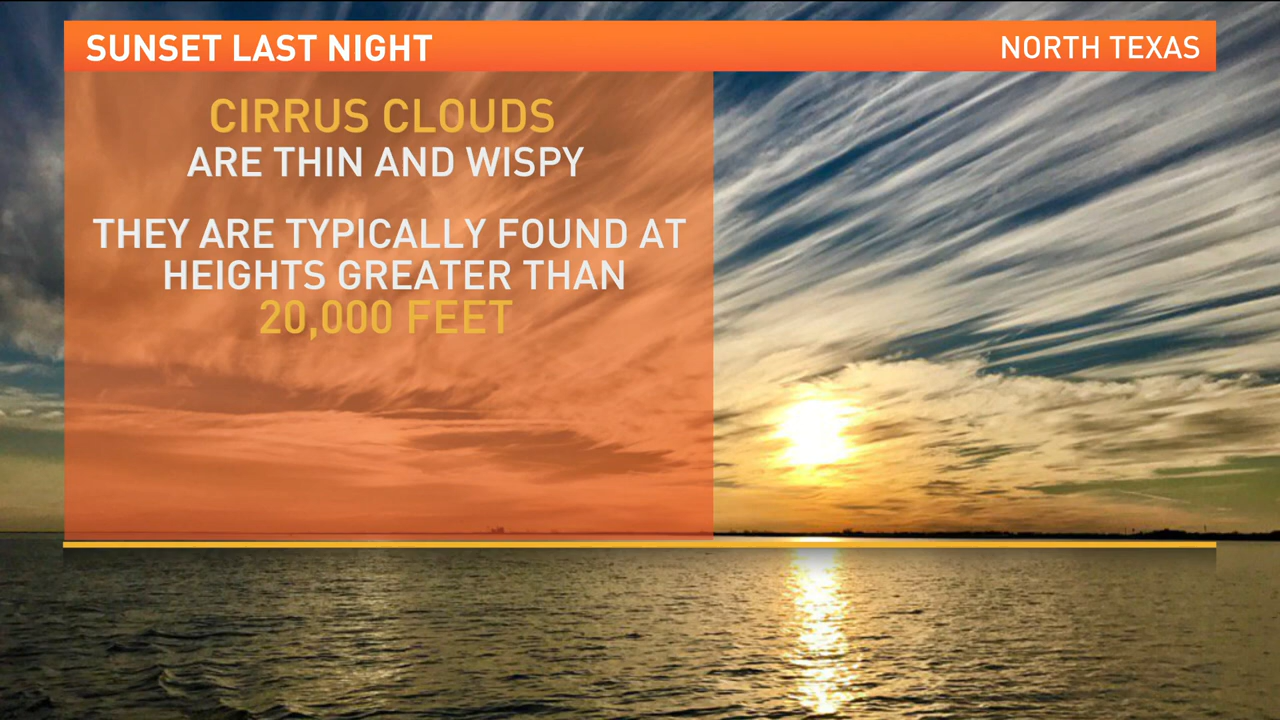 SUNSET LAST NIGHT
NORTH TEXAS
CIRRUS CLOUDS
ARE THIN AND WISPY
THEY ARE TYPICALLY FOUND AT
HEIGHTS GREATER THAN
20,000 FEET